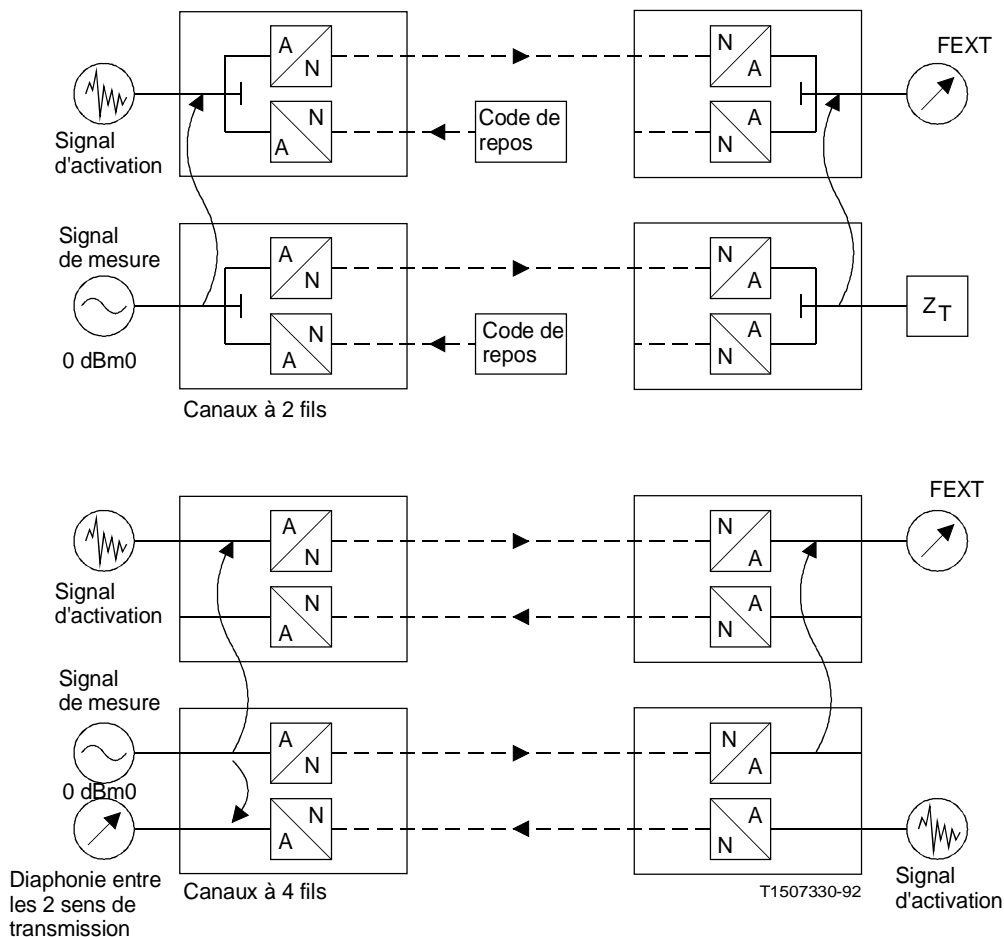 A
N
N
A
FEXT
Signal
d'activation
N
A
Code de
repos
A
N
Signal
de mesure
0 dBm0
A
N
N
A
Z T
N
A
Code de
repos
A
N
Canaux à 2 fils
FEXT
A
N
N
A
Signal
d'activation
N
A
A
N
Signal
de mesure
0 dBm0
A
N
N
A
N
A
A
N
Diaphonie entre
les 2 sens de
transmission
Canaux à 4 fils
T1507330-92
Signal
d'activation